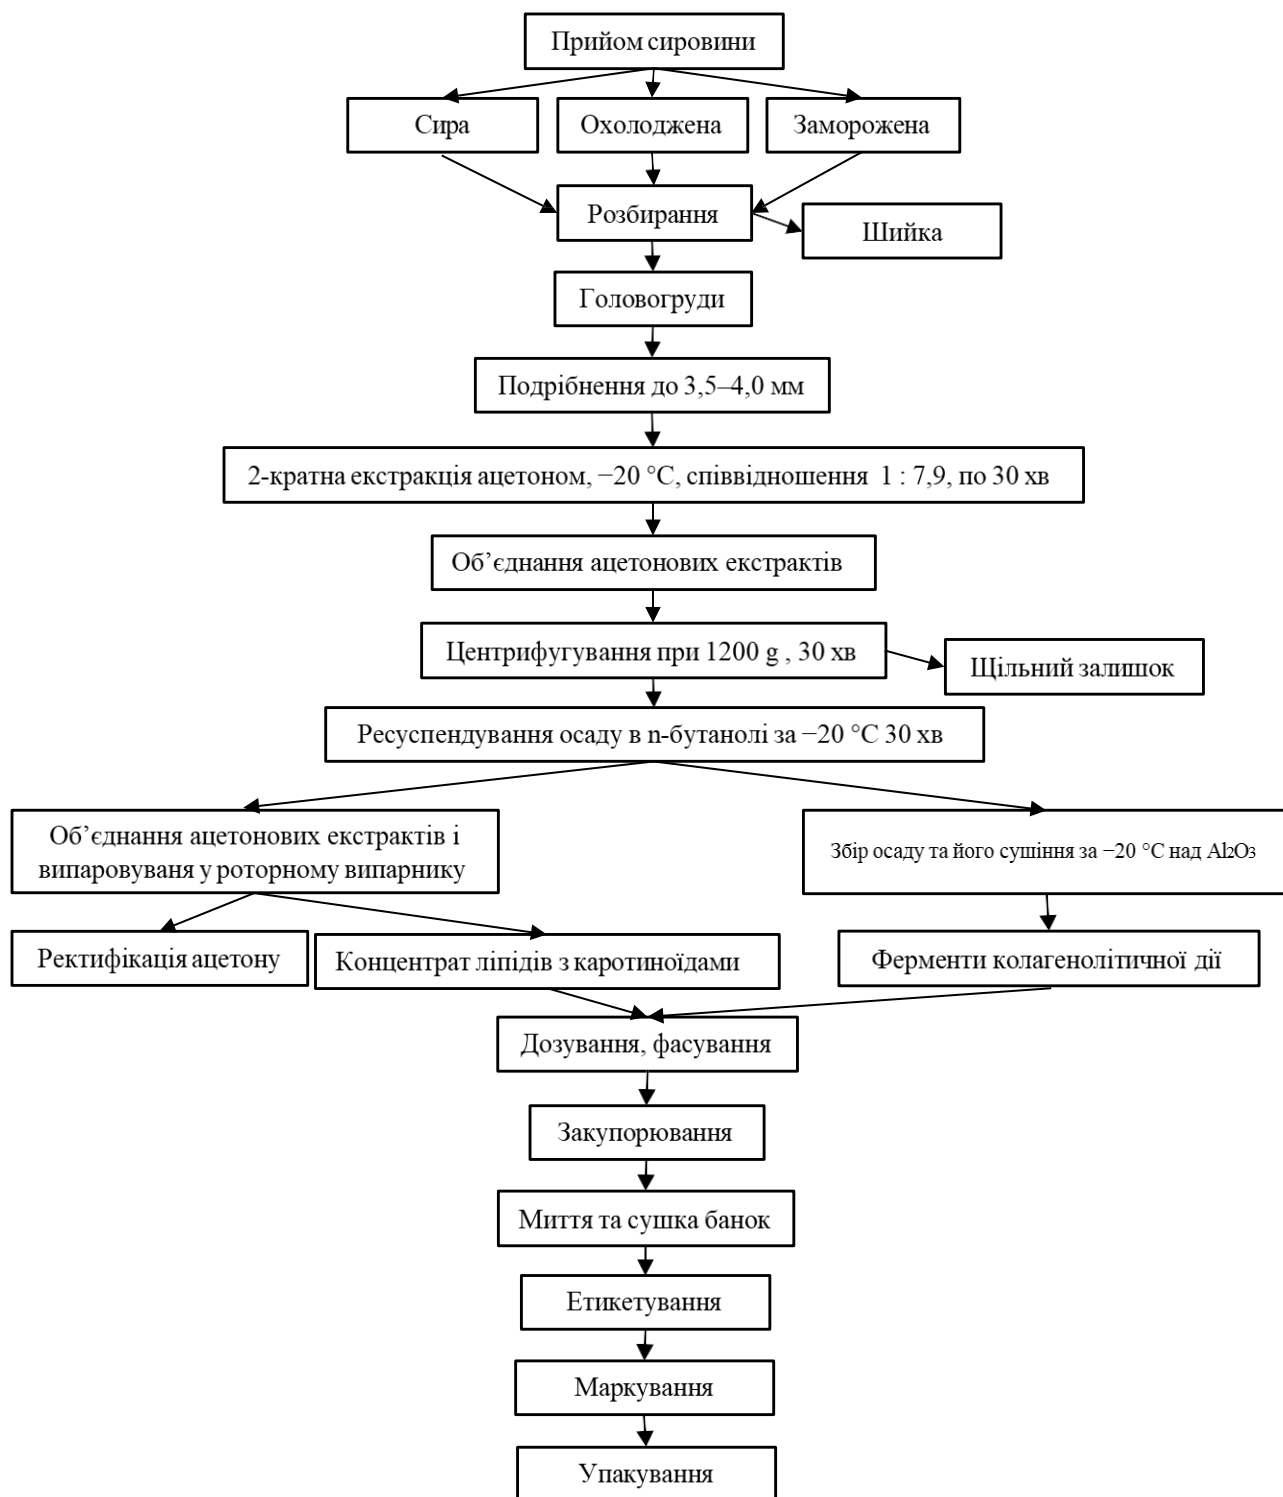 Прийом сировини
Сира
Охолоджена
Заморожена
Розбирання
Шийка
Головогруди
Подрібнення до 3,5–4,0 мм
2-кратна екстракція ацетоном, −20 °С, співвідношення 1 : 7,9, по 30 хв
Об’єднання ацетонових екстрактів
Центрифугування при 1200 g , 30 хв
Щільний залишок
Ресуспендування осаду в n-бутанолі за −20 °С 30 хв
Об’єднання ацетонових екстрактів і
випаровуваня у роторному випарнику
Збір осаду та його сушіння за −20 °С над Al₂O₃
Ректифікація ацетону
Концентрат ліпідів з каротиноїдами
Ферменти колагенолітичної дії
Дозування, фасування
Закупорювання
Миття та сушка банок
Етикетування
Маркування
Упакування